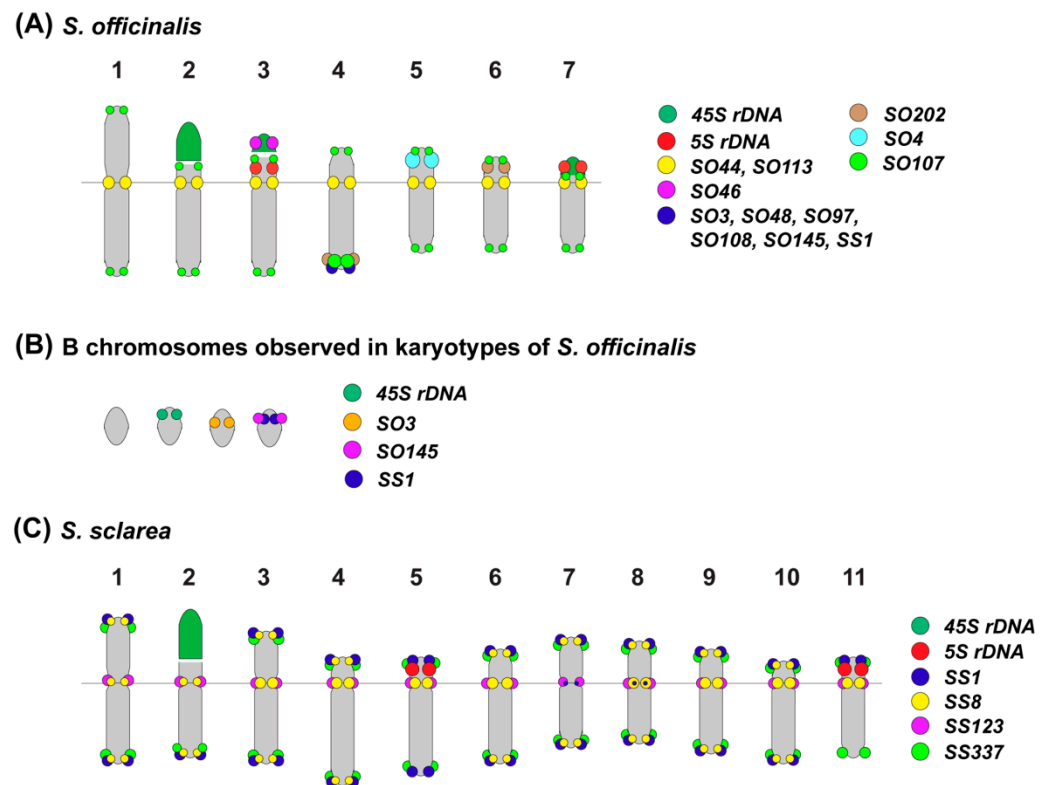 (A) S. officinalis
1 2 3 4 5 6 7
45S rDNA
5S rDNA
SO44, SO113
SO46
SO3, SO48, SO97,
SO108, SO145, SS1
SO202
SO4
SO107
(B) B chromosomes observed in karyotypes of S. officinalis
45S rDNA
SO3
SO145
SS1
(C) S. sclarea
1 2 3 4 5 6 7 8 9 10 11
45S rDNA
5S rDNA
SS1
SS8
SS123
SS337